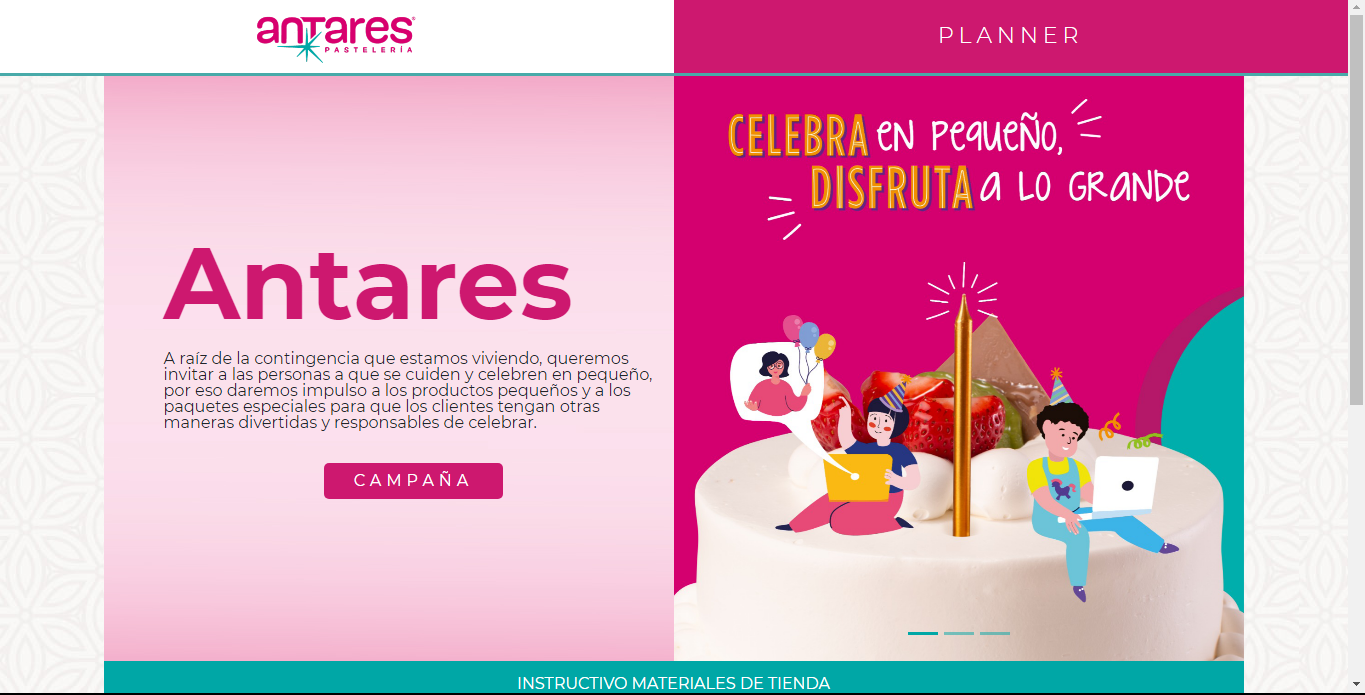 antares®
PASTELERÍA
PLANNER
CELEBRA en pequeño,
DISFRUTA a lo grande
Antares
A raíz de la contingencia que estamos viviendo, queremos
invitar a las personas a que se cuiden y celebren en pequeño,
por eso daremos impulso a los productos pequeños y a los
paquetes especiales para que los clientes tengan otras
maneras divertidas y responsables de celebrar.
CAMPAÑA
INSTRUCTIVO MATERIALES DE TIENDA